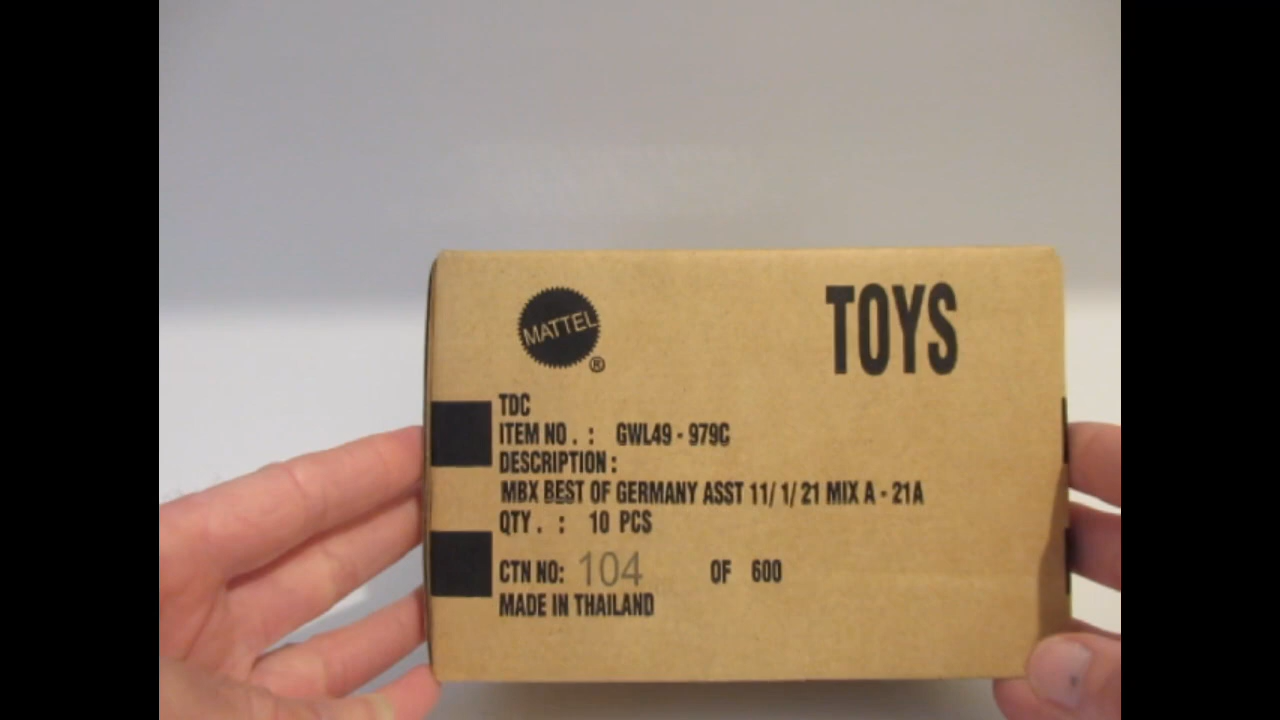 MATTEL
®
TOYS
TDC
ITEM NO. : GWL49 - 979C
DESCRIPTION :
MBX BEST OF GERMANY ASST 11/ 1/ 21 MIX A - 21A
QTY. : 10 PCS
CTN NO: 104 OF 600
MADE IN THAILAND